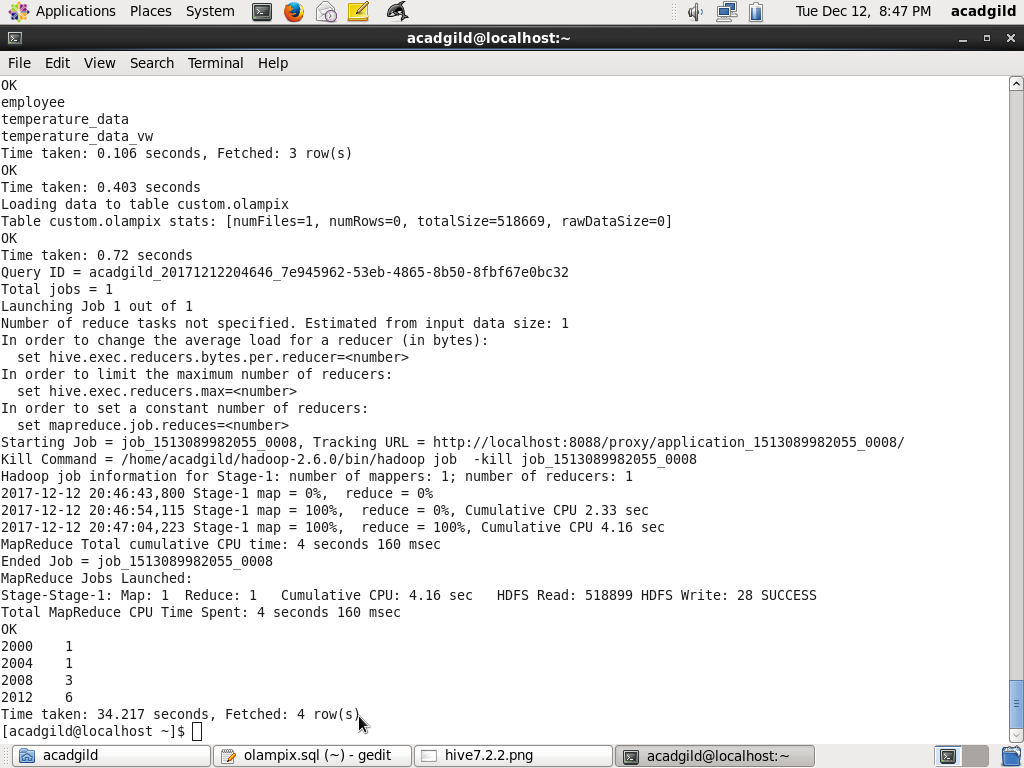 Applications Places System Tue Dec 12, 8:47 PM acadgild
acadgild@localhost:~
File Edit View Search Terminal Help
OK
employee
temperature_data
temperature_data_vw
Time taken: 0.106 seconds, Fetched: 3 row(s)
OK
Time taken: 0.403 seconds
Loading data to table custom.olampix
Table custom.olampix stats: [numFiles=1, numRows=0, totalSize=518669, rawDataSize=0]
OK
Time taken: 0.72 seconds
Query ID = acadgild_20171212204646_7e945962-53eb-4865-8b50-8fbf67e0bc32
Total jobs = 1
Launching Job 1 out of 1
Number of reduce tasks not specified. Estimated from input data size: 1
In order to change the average load for a reducer (in bytes):
  set hive.exec.reducers.bytes.per.reducer=<number>
In order to limit the maximum number of reducers:
  set hive.exec.reducers.max=<number>
In order to set a constant number of reducers:
  set mapreduce.job.reduces=<number>
Starting Job = job_1513089982055_0008, Tracking URL = http://localhost:8088/proxy/application_1513089982055_0008/
Kill Command = /home/acadgild/hadoop-2.6.0/bin/hadoop job  -kill job_1513089982055_0008
Hadoop job information for Stage-1: number of mappers: 1; number of reducers: 1
2017-12-12 20:46:43,800 Stage-1 map = 0%,  reduce = 0%
2017-12-12 20:46:54,115 Stage-1 map = 100%,  reduce = 0%, Cumulative CPU 2.33 sec
2017-12-12 20:47:04,223 Stage-1 map = 100%,  reduce = 100%, Cumulative CPU 4.16 sec
MapReduce Total cumulative CPU time: 4 seconds 160 msec
Ended Job = job_1513089982055_0008
MapReduce Jobs Launched:
Stage-Stage-1: Map: 1  Reduce: 1   Cumulative CPU: 4.16 sec   HDFS Read: 518899 HDFS Write: 28 SUCCESS
Total MapReduce CPU Time Spent: 4 seconds 160 msec
OK
2000    1
2004    1
2008    3
2012    6
Time taken: 34.217 seconds, Fetched: 4 row(s)
[acadgild@localhost ~]$
acadgild olampix.sql (~) - gedit hive7.2.2.png acadgild@localhost:~